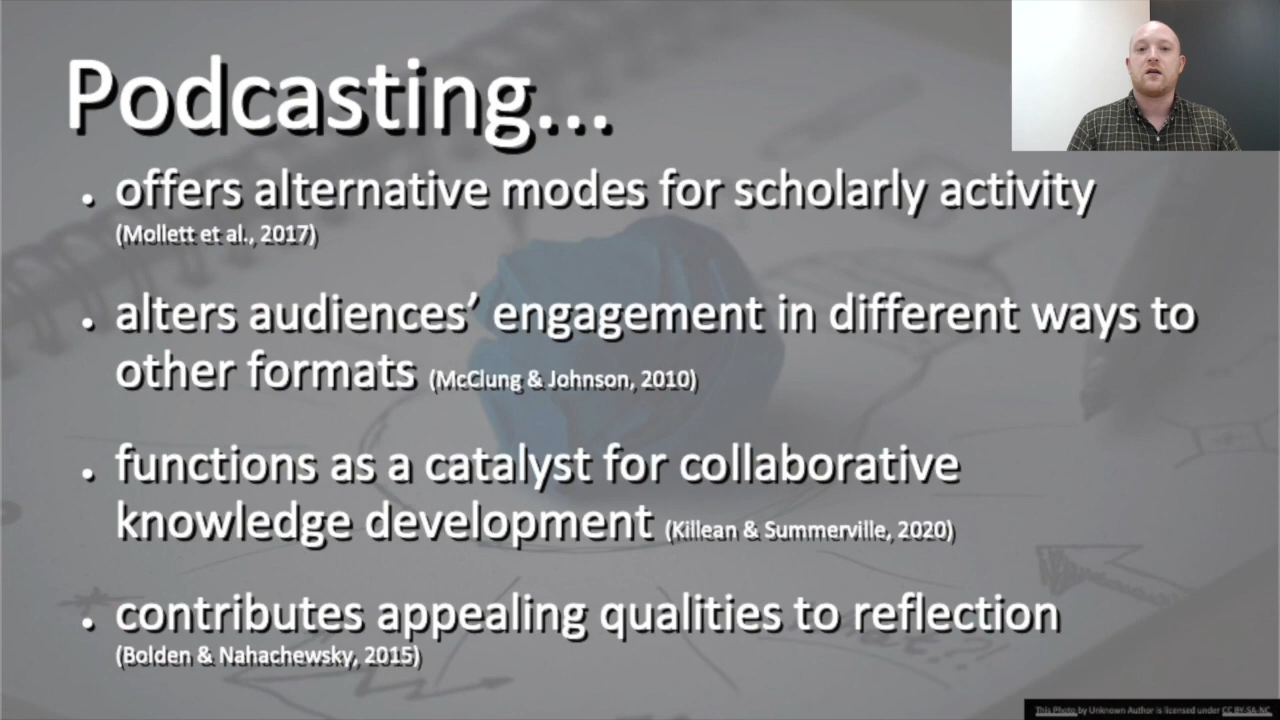 Podcasting...
• offers alternative modes for scholarly activity
(Mollett et al., 2017)
• alters audiences’ engagement in different ways to
other formats (McClung & Johnson, 2010)
• functions as a catalyst for collaborative
knowledge development (Killean & Summerville, 2020)
• contributes appealing qualities to reflection
(Bolden & Nahachewsky, 2015)
This Photo by Unknown Author is licensed under CC BY-SA-NC